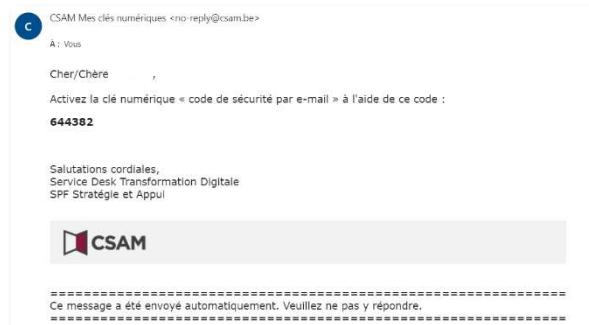 C
CSAM Mes clés numériques <no-reply@csam.be>
À : Vous
Cher/Chère ,
Activez la clé numérique « code de sécurité par e-mail » à l'aide de ce code :
644382
Salutations cordiales,
Service Desk Transformation Digitale
SPF Stratégie et Appui
CSAM
==============================================================
Ce message a été envoyé automatiquement. Veuillez ne pas y répondre.
==============================================================